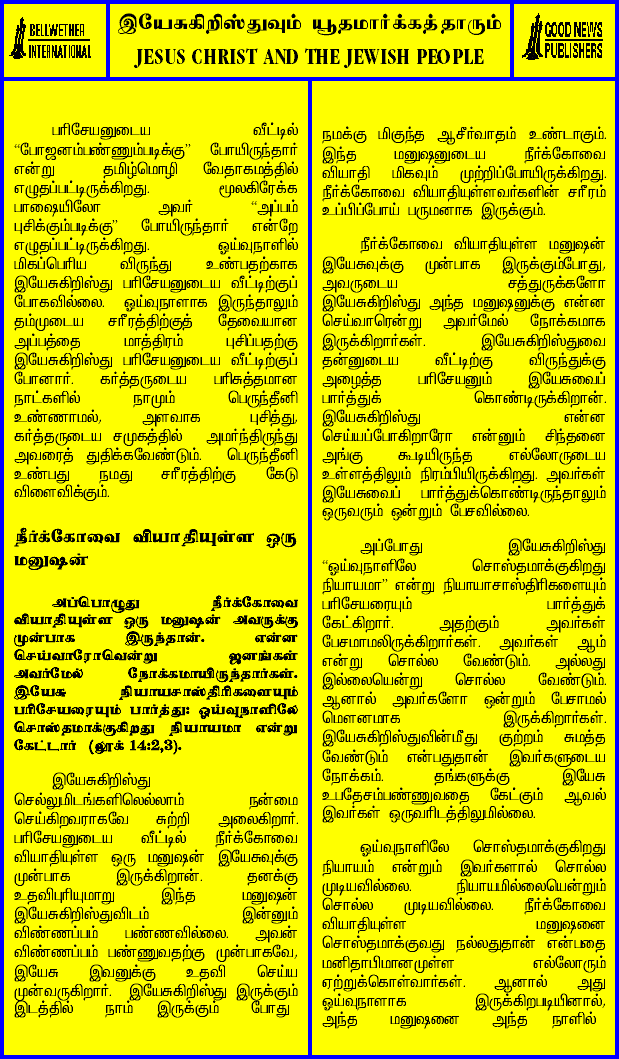 BELLWETHER
INTERNATIONAL
இயேசுகிறிஸ்துவும் யூதமார்க்கத்தாரும்
JESUS CHRIST AND THE JEWISH PEOPLE
GOOD NEWS
PUBLISHERS
பரிசேயனுடைய வீட்டில்
“போஜனம்பண்ணும்படிக்கு” போயிருந்தார்
என்று தமிழ்மொழி வேதாகமத்தில்
எழுதப்பட்டிருக்கிறது. மூலகிரேக்க
பாஷையிலோ அவர் “அப்பம்
புசிக்கும்படிக்கு” போயிருந்தார் என்றே
எழுதப்பட்டிருக்கிறது. ஓய்வுநாளில்
மிகப்பெரிய விருந்து உண்பதற்காக
இயேசுகிறிஸ்து பரிசேயனுடைய வீட்டிற்குப்
போகவில்லை. ஓய்வுநாளாக இருந்தாலும்
தம்முடைய சரீரத்திற்குத் தேவையான
அப்பத்தை மாத்திரம் புசிப்பதற்கு
இயேசுகிறிஸ்து பரிசேயனுடைய வீட்டிற்குப்
போனார். கர்த்தருடைய பரிசுத்தமான
நாட்களில் நாமும் பெருந்தீனி
உண்ணாமல், அளவாக புசித்து,
கர்த்தருடைய சமுகத்தில் அமர்ந்திருந்து
அவரைத் துதிக்கவேண்டும். பெருந்தீனி
உண்பது நமது சரீரத்திற்கு கேடு
விளைவிக்கும்.
நீர்க்கோவை வியாதியுள்ள ஒரு
மனுஷன்
அப்பொழுது நீர்க்கோவை
வியாதியுள்ள ஒரு மனுஷன் அவருக்கு
முன்பாக இருந்தான். என்ன
செய்வாரோவென்று ஜனங்கள்
அவர்மேல் நோக்கமாயிருந்தார்கள்.
இயேசு நியாயசாஸ்திரிகளையும்
பரிசேயரையும் பார்த்து: ஓய்வுநாளிலே
சொஸ்தமாக்குகிறது நியாயமா என்று
கேட்டார் (லூக் 14:2,3).
இயேசுகிறிஸ்து
செல்லுமிடங்களிலெல்லாம் நன்மை
செய்கிறவராகவே சுற்றி அலைகிறார்.
பரிசேயனுடைய வீட்டில் நீர்க்கோவை
வியாதியுள்ள ஒரு மனுஷன் இயேசுவுக்கு
முன்பாக இருக்கிறான். தனக்கு
உதவிபுரியுமாறு இந்த மனுஷன்
இயேசுகிறிஸ்துவிடம் இன்னும்
விண்ணப்பம் பண்ணவில்லை. அவன்
விண்ணப்பம் பண்ணுவதற்கு முன்பாகவே,
இயேசு இவனுக்கு உதவி செய்ய
முன்வருகிறார். இயேசுகிறிஸ்து இருக்கும்
இடத்தில் நாம் இருக்கும் போது
நமக்கு மிகுந்த ஆசீர்வாதம் உண்டாகும்.
இந்த மனுஷனுடைய நீர்க்கோவை
வியாதி மிகவும் முற்றிப்போயிருக்கிறது.
நீர்க்கோவை வியாதியுள்ளவர்களின் சரீரம்
உப்பிப்போய் பருமனாக இருக்கும்.
நீர்க்கோவை வியாதியுள்ள மனுஷன்
இயேசுவுக்கு முன்பாக இருக்கும்போது,
அவருடைய சத்துருக்களோ
இயேசுகிறிஸ்து அந்த மனுஷனுக்கு என்ன
செய்வாரென்று அவர்மேல் நோக்கமாக
இருக்கிறார்கள். இயேசுகிறிஸ்துவை
தன்னுடைய வீட்டிற்கு விருந்துக்கு
அழைத்த பரிசேயனும் இயேசுவைப்
பார்த்துக் கொண்டிருக்கிறான்.
இயேசுகிறிஸ்து என்ன
செய்யப்போகிறாரோ என்னும் சிந்தனை
அங்கு கூடியிருந்த எல்லோருடைய
உள்ளத்திலும் நிரம்பியிருக்கிறது. அவர்கள்
இயேசுவைப் பார்த்துக்கொண்டிருந்தாலும்
ஒருவரும் ஒன்றும் பேசவில்லை.
அப்போது இயேசுகிறிஸ்து
“ஓய்வுநாளிலே சொஸ்தமாக்குகிறது
நியாயமா” என்று நியாயாசாஸ்திரிகளையும்
பரிசேயரையும் பார்த்துக்
கேட்கிறார். அதற்கும் அவர்கள்
பேசமாமலிருக்கிறார்கள். அவர்கள் ஆம்
என்று சொல்ல வேண்டும். அல்லது
இல்லையென்று சொல்ல வேண்டும்.
ஆனால் அவர்களோ ஒன்றும் பேசாமல்
மௌனமாக இருக்கிறார்கள்.
இயேசுகிறிஸ்துவின்மீது குற்றம் சுமத்த
வேண்டும் என்பதுதான் இவர்களுடைய
நோக்கம். தங்களுக்கு இயேசு
உபதேசம்பண்ணுவதை கேட்கும் ஆவல்
இவர்கள் ஒருவரிடத்திலுமில்லை.
ஓய்வுநாளிலே சொஸ்தமாக்குகிறது
நியாயம் என்றும் இவர்களால் சொல்ல
முடியவில்லை. நியாயமில்லையென்றும்
சொல்ல முடியவில்லை. நீர்க்கோவை
வியாதியுள்ள மனுஷனை
சொஸ்தமாக்குவது நல்லதுதான் என்பதை
மனிதாபிமானமுள்ள எல்லோரும்
ஏற்றுக்கொள்வார்கள். ஆனால் அது
ஓய்வுநாளாக இருக்கிறபடியினால்,
அந்த மனுஷனை அந்த நாளில்